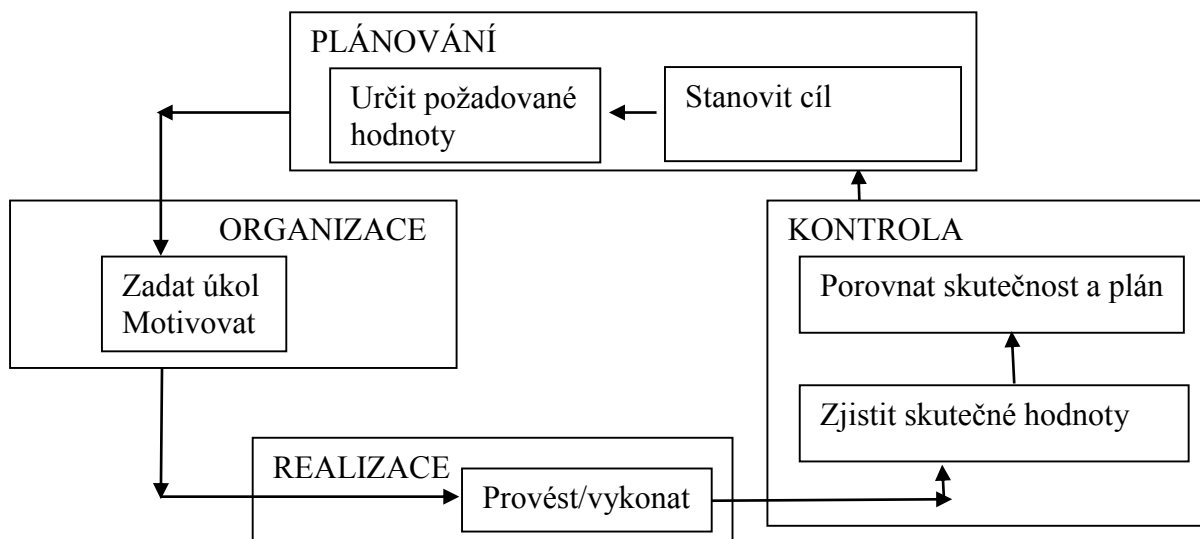 PLÁNOVÁNÍ
Určit požadované
hodnoty
Stanovit cíl
ORGANIZACE
Zadat úkol
Motivovat
KONTROLA
Porovnat skutečnost a plán
Zjistit skutečné hodnoty
REALIZACE
Provést/vykonat